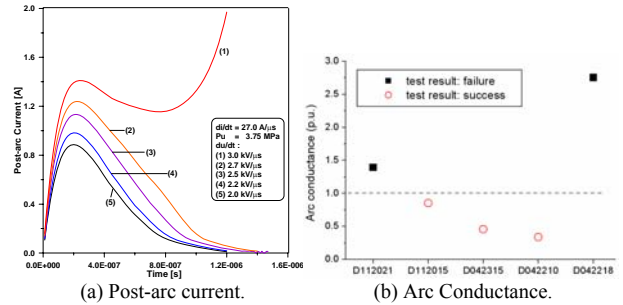 2.0
1.6
1.2
0.8
0.4
0.0
Post-arc Current [A]
(1)
(2)
(3)
(4)
(5)
di/dt = 27.0 A/µs
Pu = 3.75 MPa
du/dt :
(1) 3.0 kV/µs
(2) 2.7 kV/µs
(3) 2.5 kV/µs
(4) 2.2 kV/µs
(5) 2.0 kV/µs
0.0E+000 4.0E-007 8.0E-007 1.2E-006 1.6E-006
Time [s]
(a) Post-arc current.
3.0
2.5
2.0
1.5
1.0
0.5
0.0
Arc conductance (p.u.)
test result: failure
test result: success
D112021 D112015 D042315 D042210 D042218
(b) Arc Conductance.